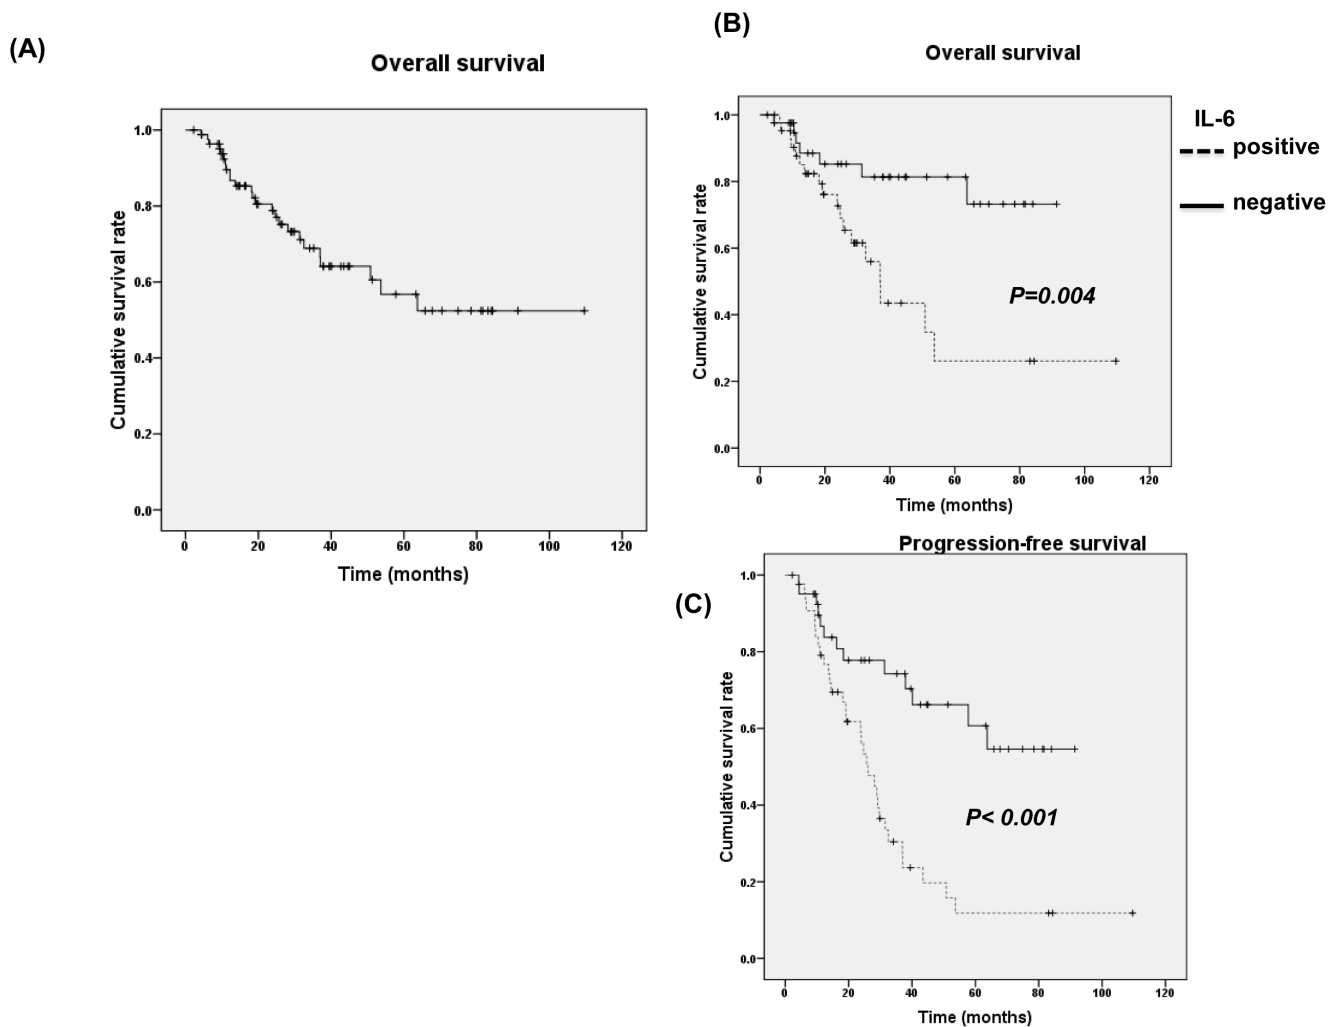 (A)
Overall survival
1.0
0.8
0.6
0.4
0.2
0.0
Cumulative survival rate
0 20 40 60 80 100 120
Time (months)
(B)
Overall survival
1.0
0.8
0.6
0.4
0.2
0.0
Cumulative survival rate
P=0.004
0 20 40 60 80 100 120
Time (months)
IL-6
positive
negative
(C)
Progression-free survival
1.0
0.8
0.6
0.4
0.2
0.0
Cumulative survival rate
P< 0.001
0 20 40 60 80 100 120
Time (months)